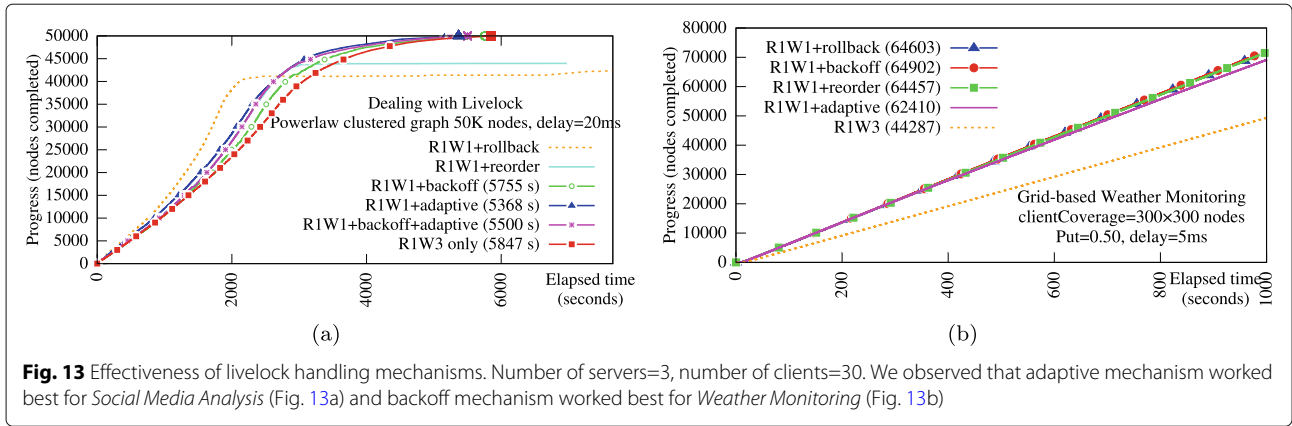 50000
45000
40000
35000
30000
25000
20000
15000
10000
5000
0
Progress (nodes completed)
Dealing with Livelock
Powerlaw clustered graph 50K nodes, delay=20ms
R1W1+rollback
R1W1+reorder
R1W1+backoff (5755 s)
R1W1+adaptive (5368 s)
R1W1+backoff+adaptive (5500 s)
R1W3 only (5847 s)
0
2000
4000
6000
Elapsed time
(seconds)
(a)
80000
70000
60000
50000
40000
30000
20000
10000
0
Progress (nodes completed)
R1W1+rollback (64603)
R1W1+backoff (64902)
R1W1+reorder (64457)
R1W1+adaptive (62410)
R1W3 (44287)
Grid-based Weather Monitoring
clientCoverage=300×300 nodes
Put=0.50, delay=5ms
0
200
400
600
800
1000
Elapsed time
(seconds)
(b)
Fig. 13 Effectiveness of livelock handling mechanisms. Number of servers=3, number of clients=30. We observed that adaptive mechanism worked
best for Social Media Analysis (Fig. 13a) and backoff mechanism worked best for Weather Monitoring (Fig. 13b)